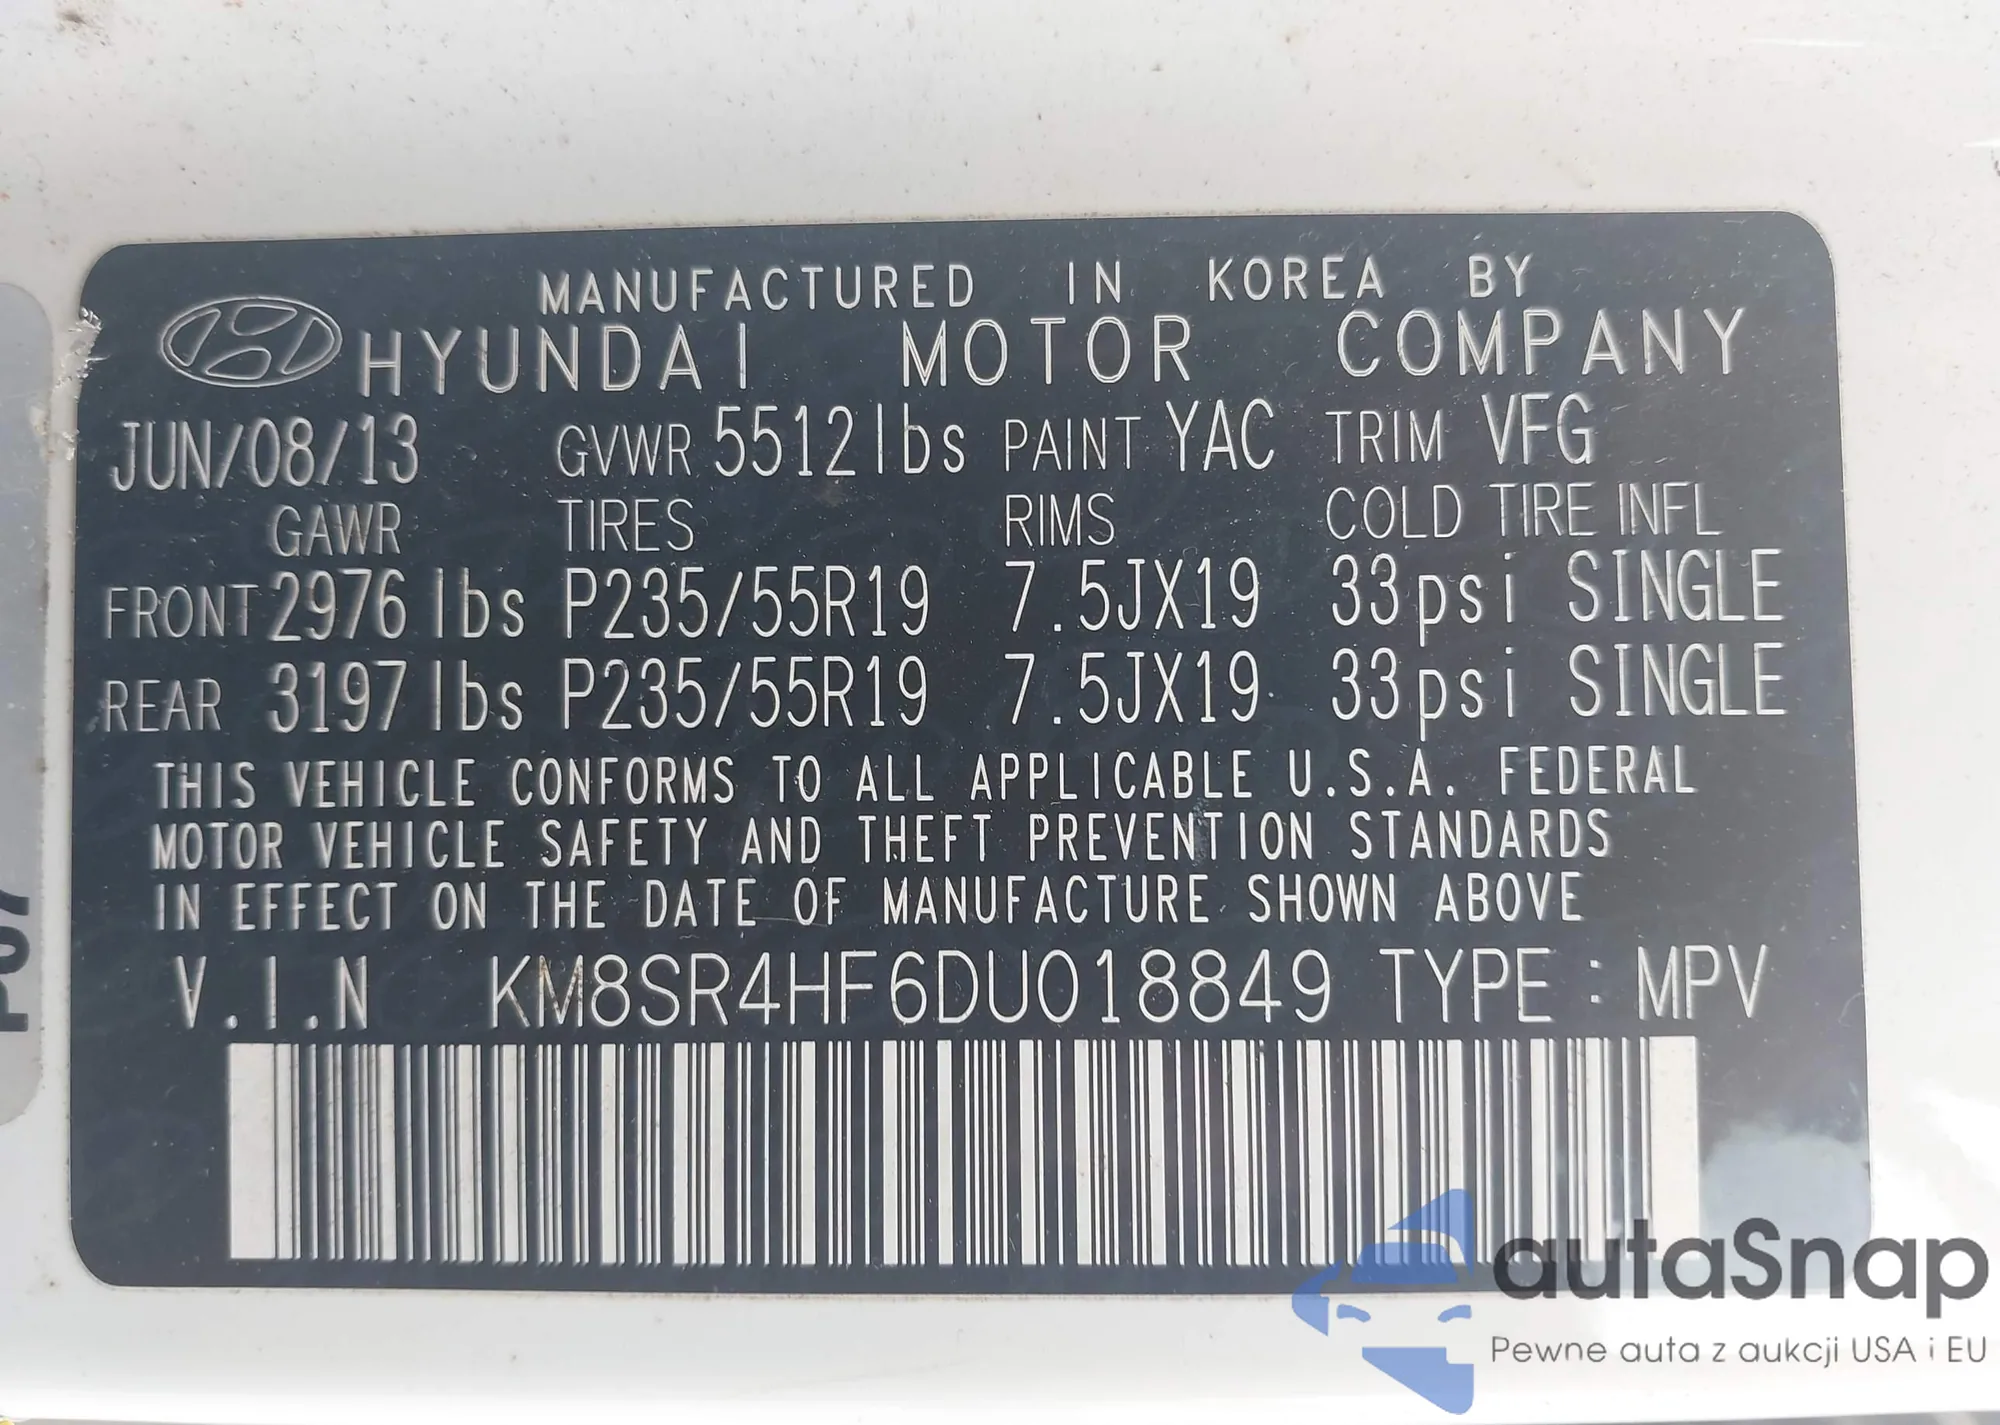 MANUFACTURED IN KOREA BY
HYUNDAI MOTOR COMPANY
JUN/08/13 GVWR 5512lbs PAINT YAC TRIM VFG
GAWR TIRES RIMS COLD TIRE INFL
FRONT 2976lbs P235/55R19 7.5JX19 33psi SINGLE
REAR 3197lbs P235/55R19 7.5JX19 33psi SINGLE
THIS VEHICLE CONFORMS TO ALL APPLICABLE U.S.A. FEDERAL
MOTOR VEHICLE SAFETY AND THEFT PREVENTION STANDARDS
IN EFFECT ON THE DATE OF MANUFACTURE SHOWN ABOVE
V.I.N KM8SR4HF6DU018849 TYPE : MPV
autaSnap
Pewne auta z aukcji USA i EU